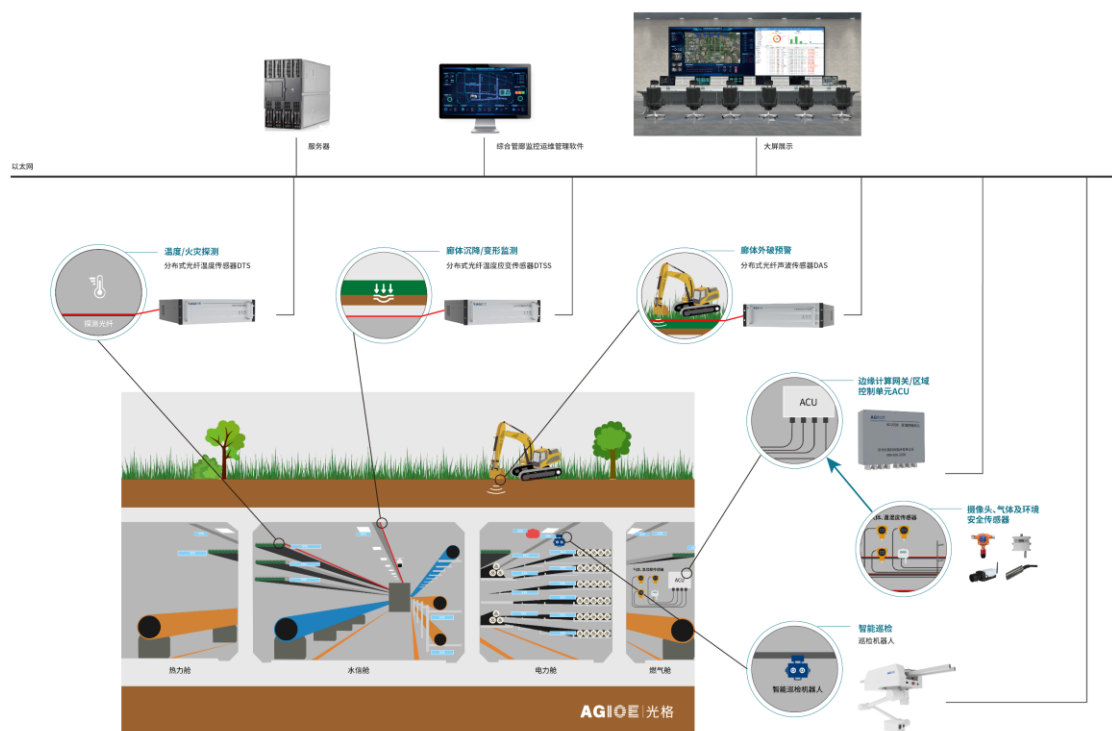 服务器
综合管廊监控运维管理软件
大屏展示
以太网
温度/火灾探测
分布式光纤温度传感器DTS
探测光纤
廊体沉降/变形监测
分布式光纤温度应变传感器DTSS
廊体外破预警
分布式光纤声波传感器DAS
边缘计算网关/区域
控制单元ACU
ACU
摄像头、气体及环境
安全传感器
温湿度传感器
ACU
智能巡检
巡检机器人
智能巡检机器人
热力舱
水信舱
电力舱
燃气舱
AGIOE 光格